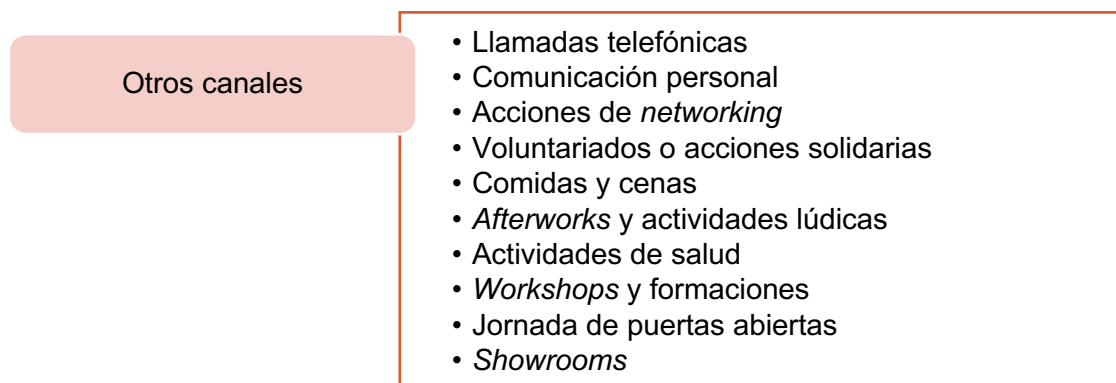 Otros canales
• Llamadas telefónicas
• Comunicación personal
• Acciones de networking
• Voluntariados o acciones solidarias
• Comidas y cenas
• Afterworks y actividades lúdicas
• Actividades de salud
• Workshops y formaciones
• Jornada de puertas abiertas
• Showrooms